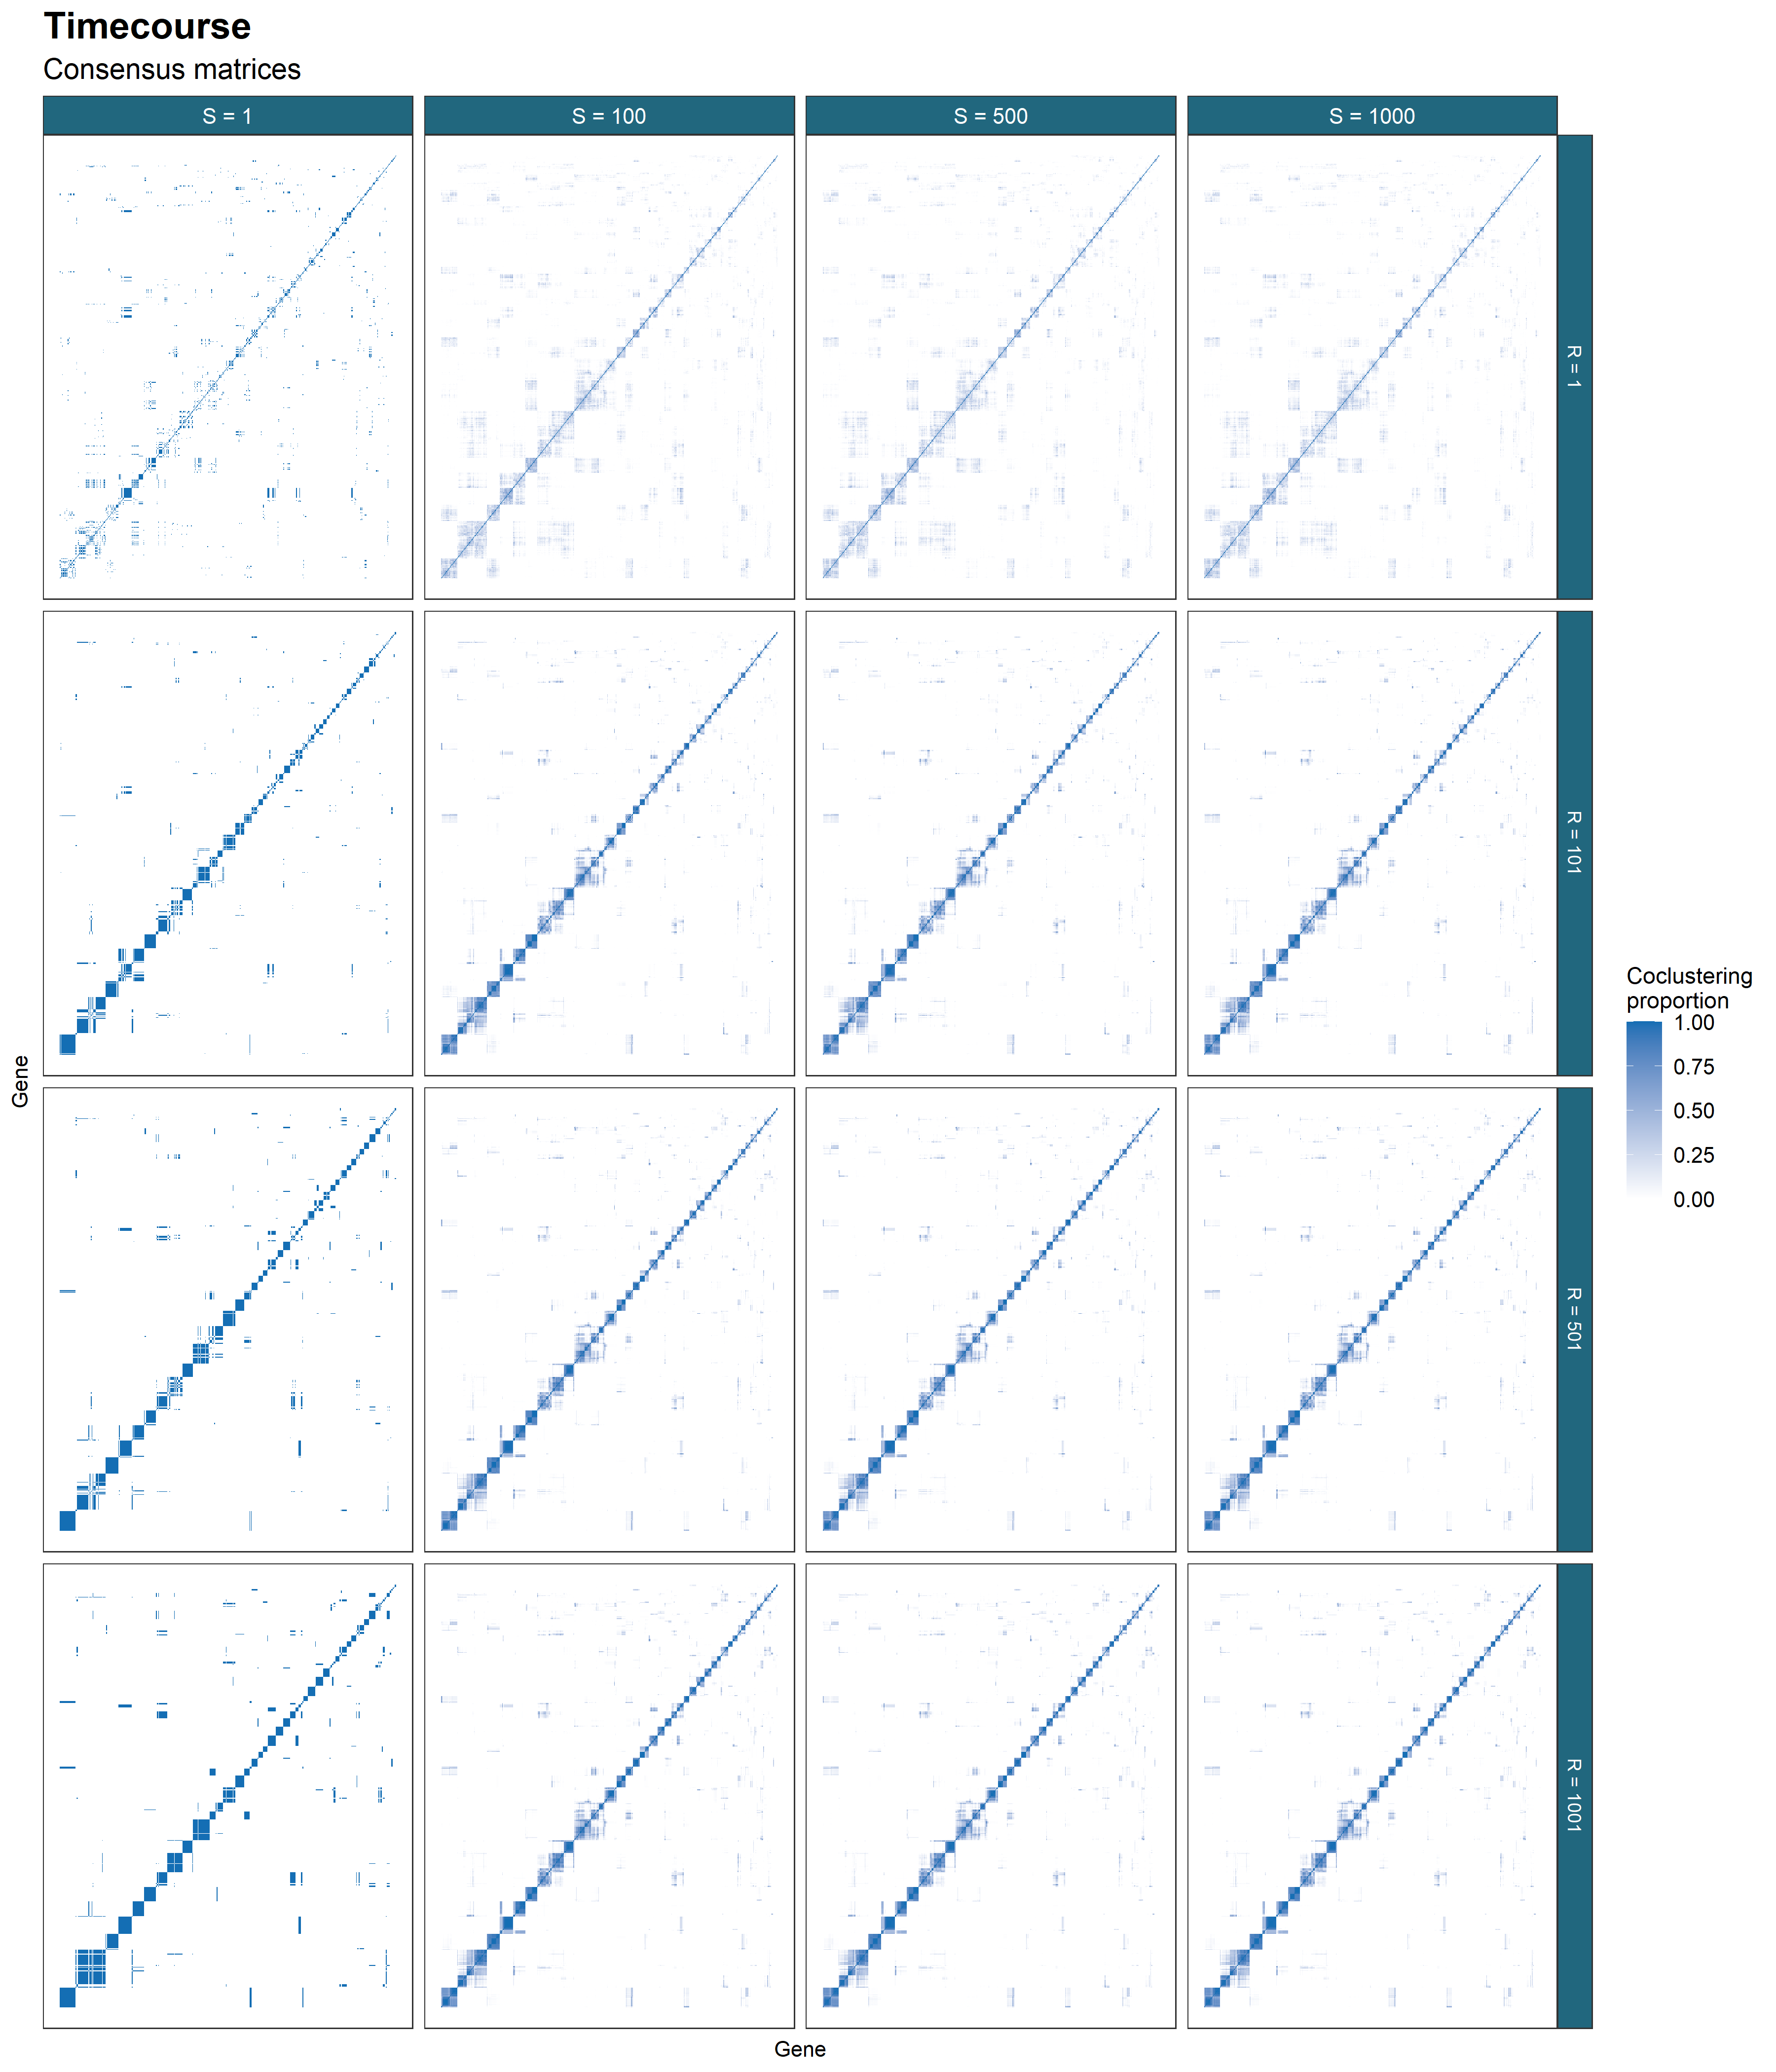 Timecourse
Consensus matrices
S = 1
S = 100
S = 500
S = 1000
R = 1
R = 101
R = 501
R = 1001
Gene
Gene
Coclustering
proportion
1.00
0.75
0.50
0.25
0.00